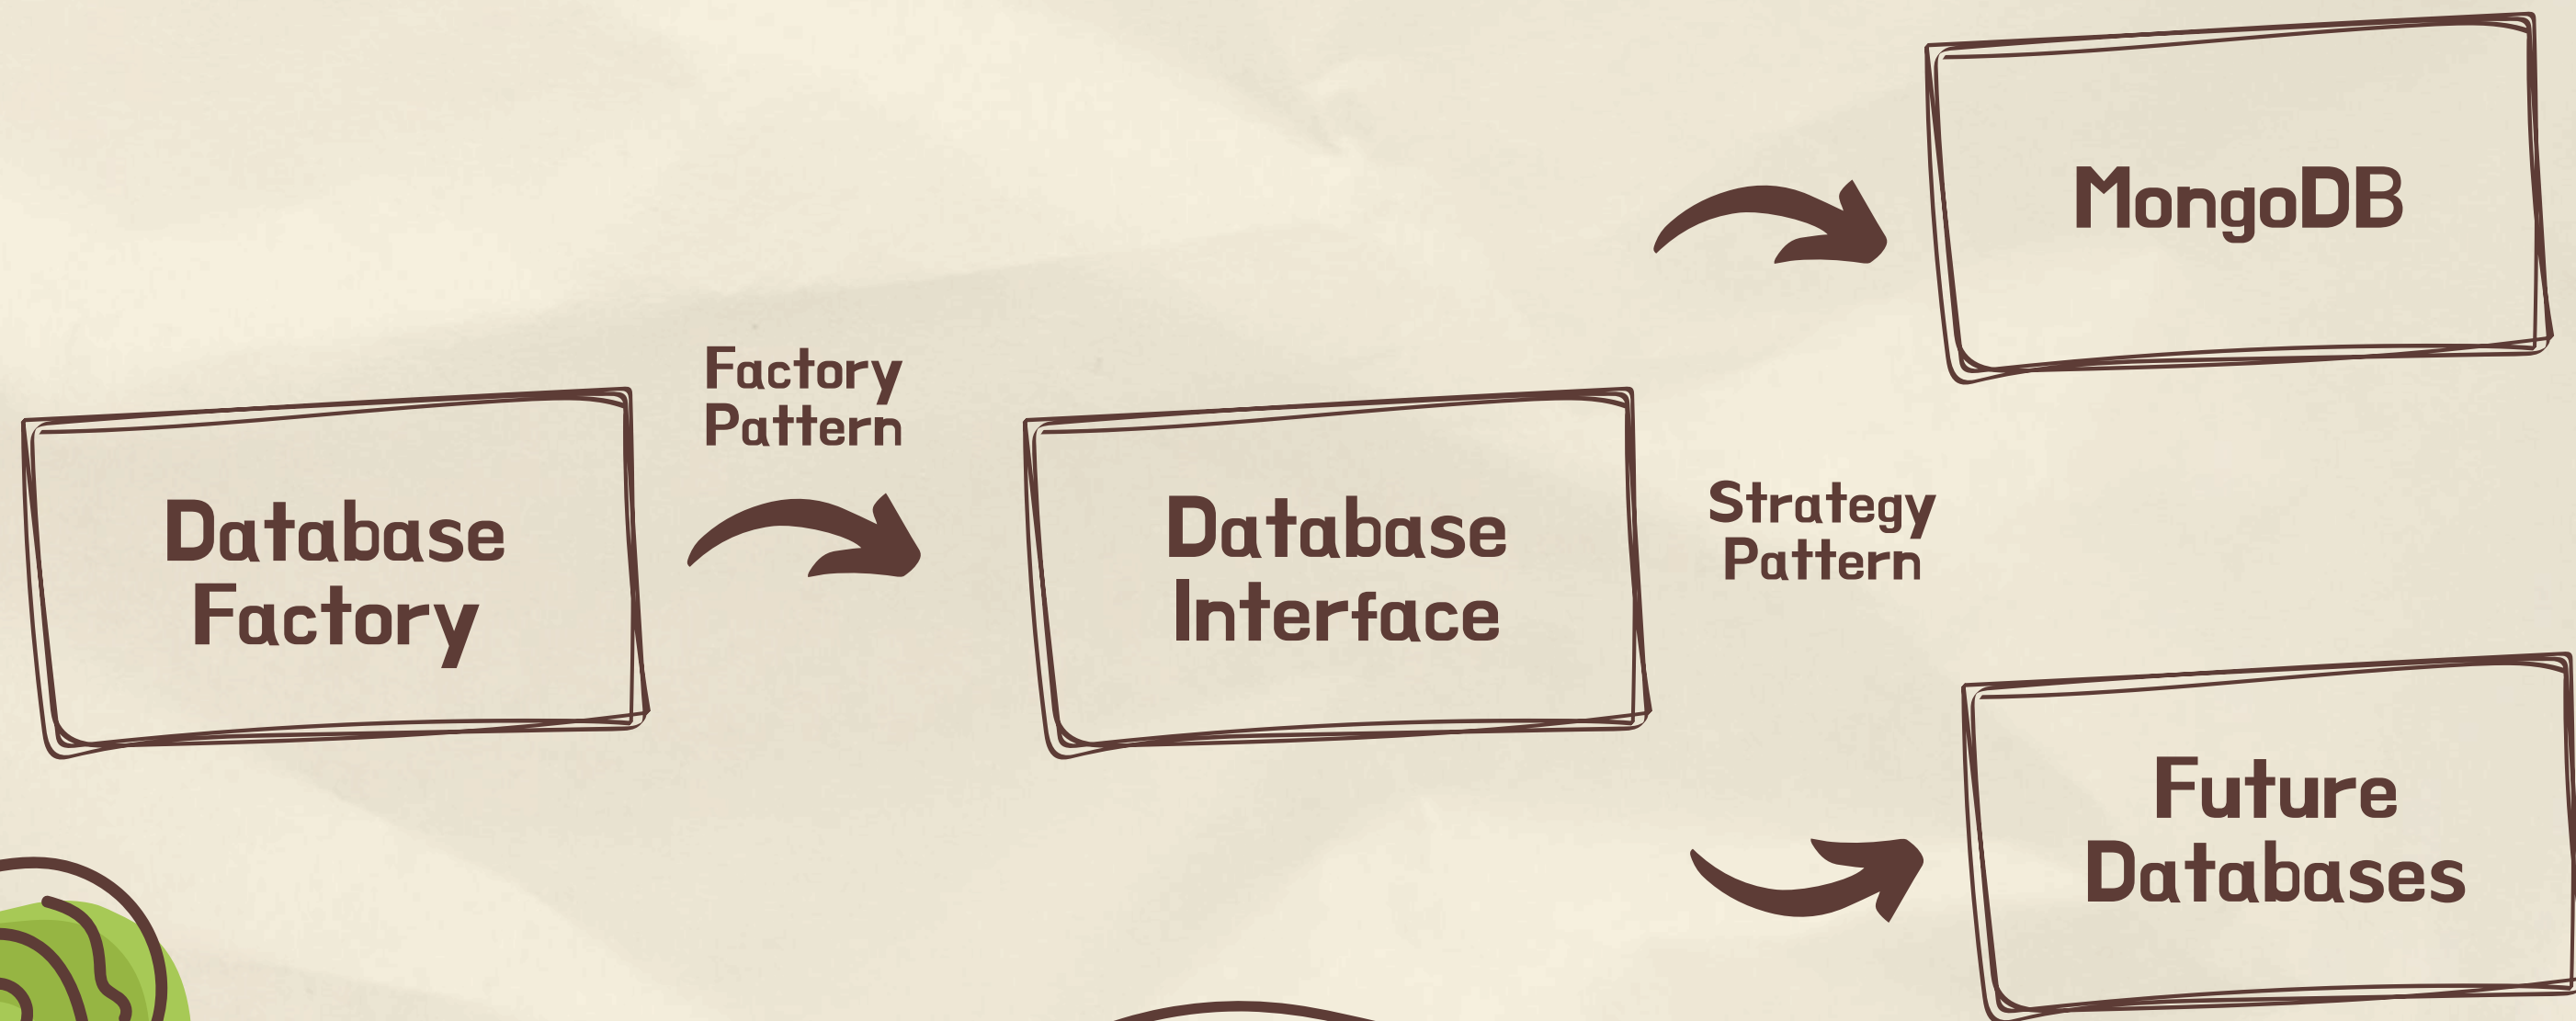 MongoDB
Factory
Pattern
Database
Factory
Database
Interface
Strategy
Pattern
Future
Databases